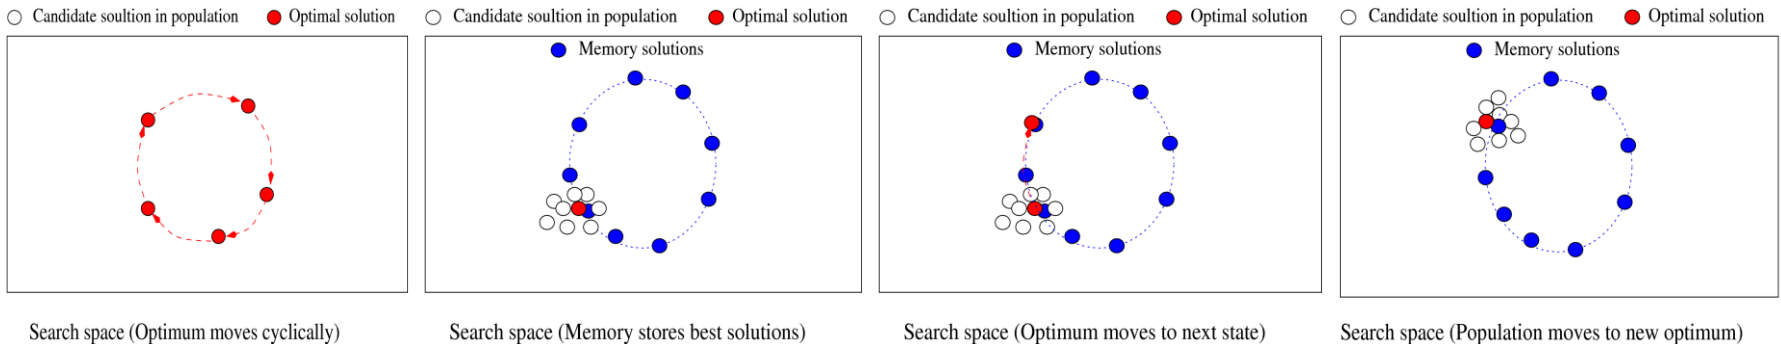 Candidate soultion in population Optimal solution
Memory solutions
Search space (Optimum moves cyclically)
Candidate soultion in population Optimal solution
Memory solutions
Search space (Memory stores best solutions)
Candidate soultion in population Optimal solution
Memory solutions
Search space (Optimum moves to next state)
Candidate soultion in population Optimal solution
Search space (Population moves to new optimum)